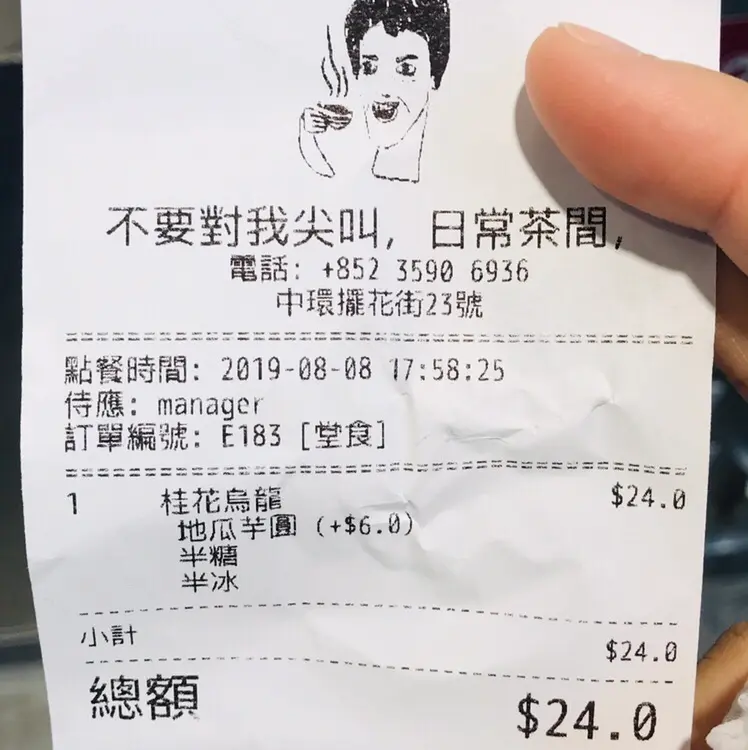 不要對我尖叫, 日常茶間,
電話: +852 3590 6936
中環擺花街23號
點餐時間: 2019-08-08 17:58:25
侍應: manager
訂單編號: E183 [堂食]
1 桂花烏龍 $24.0
地瓜芋圓 (+$6.0)
半糖
半冰
小計 $24.0
總額 $24.0